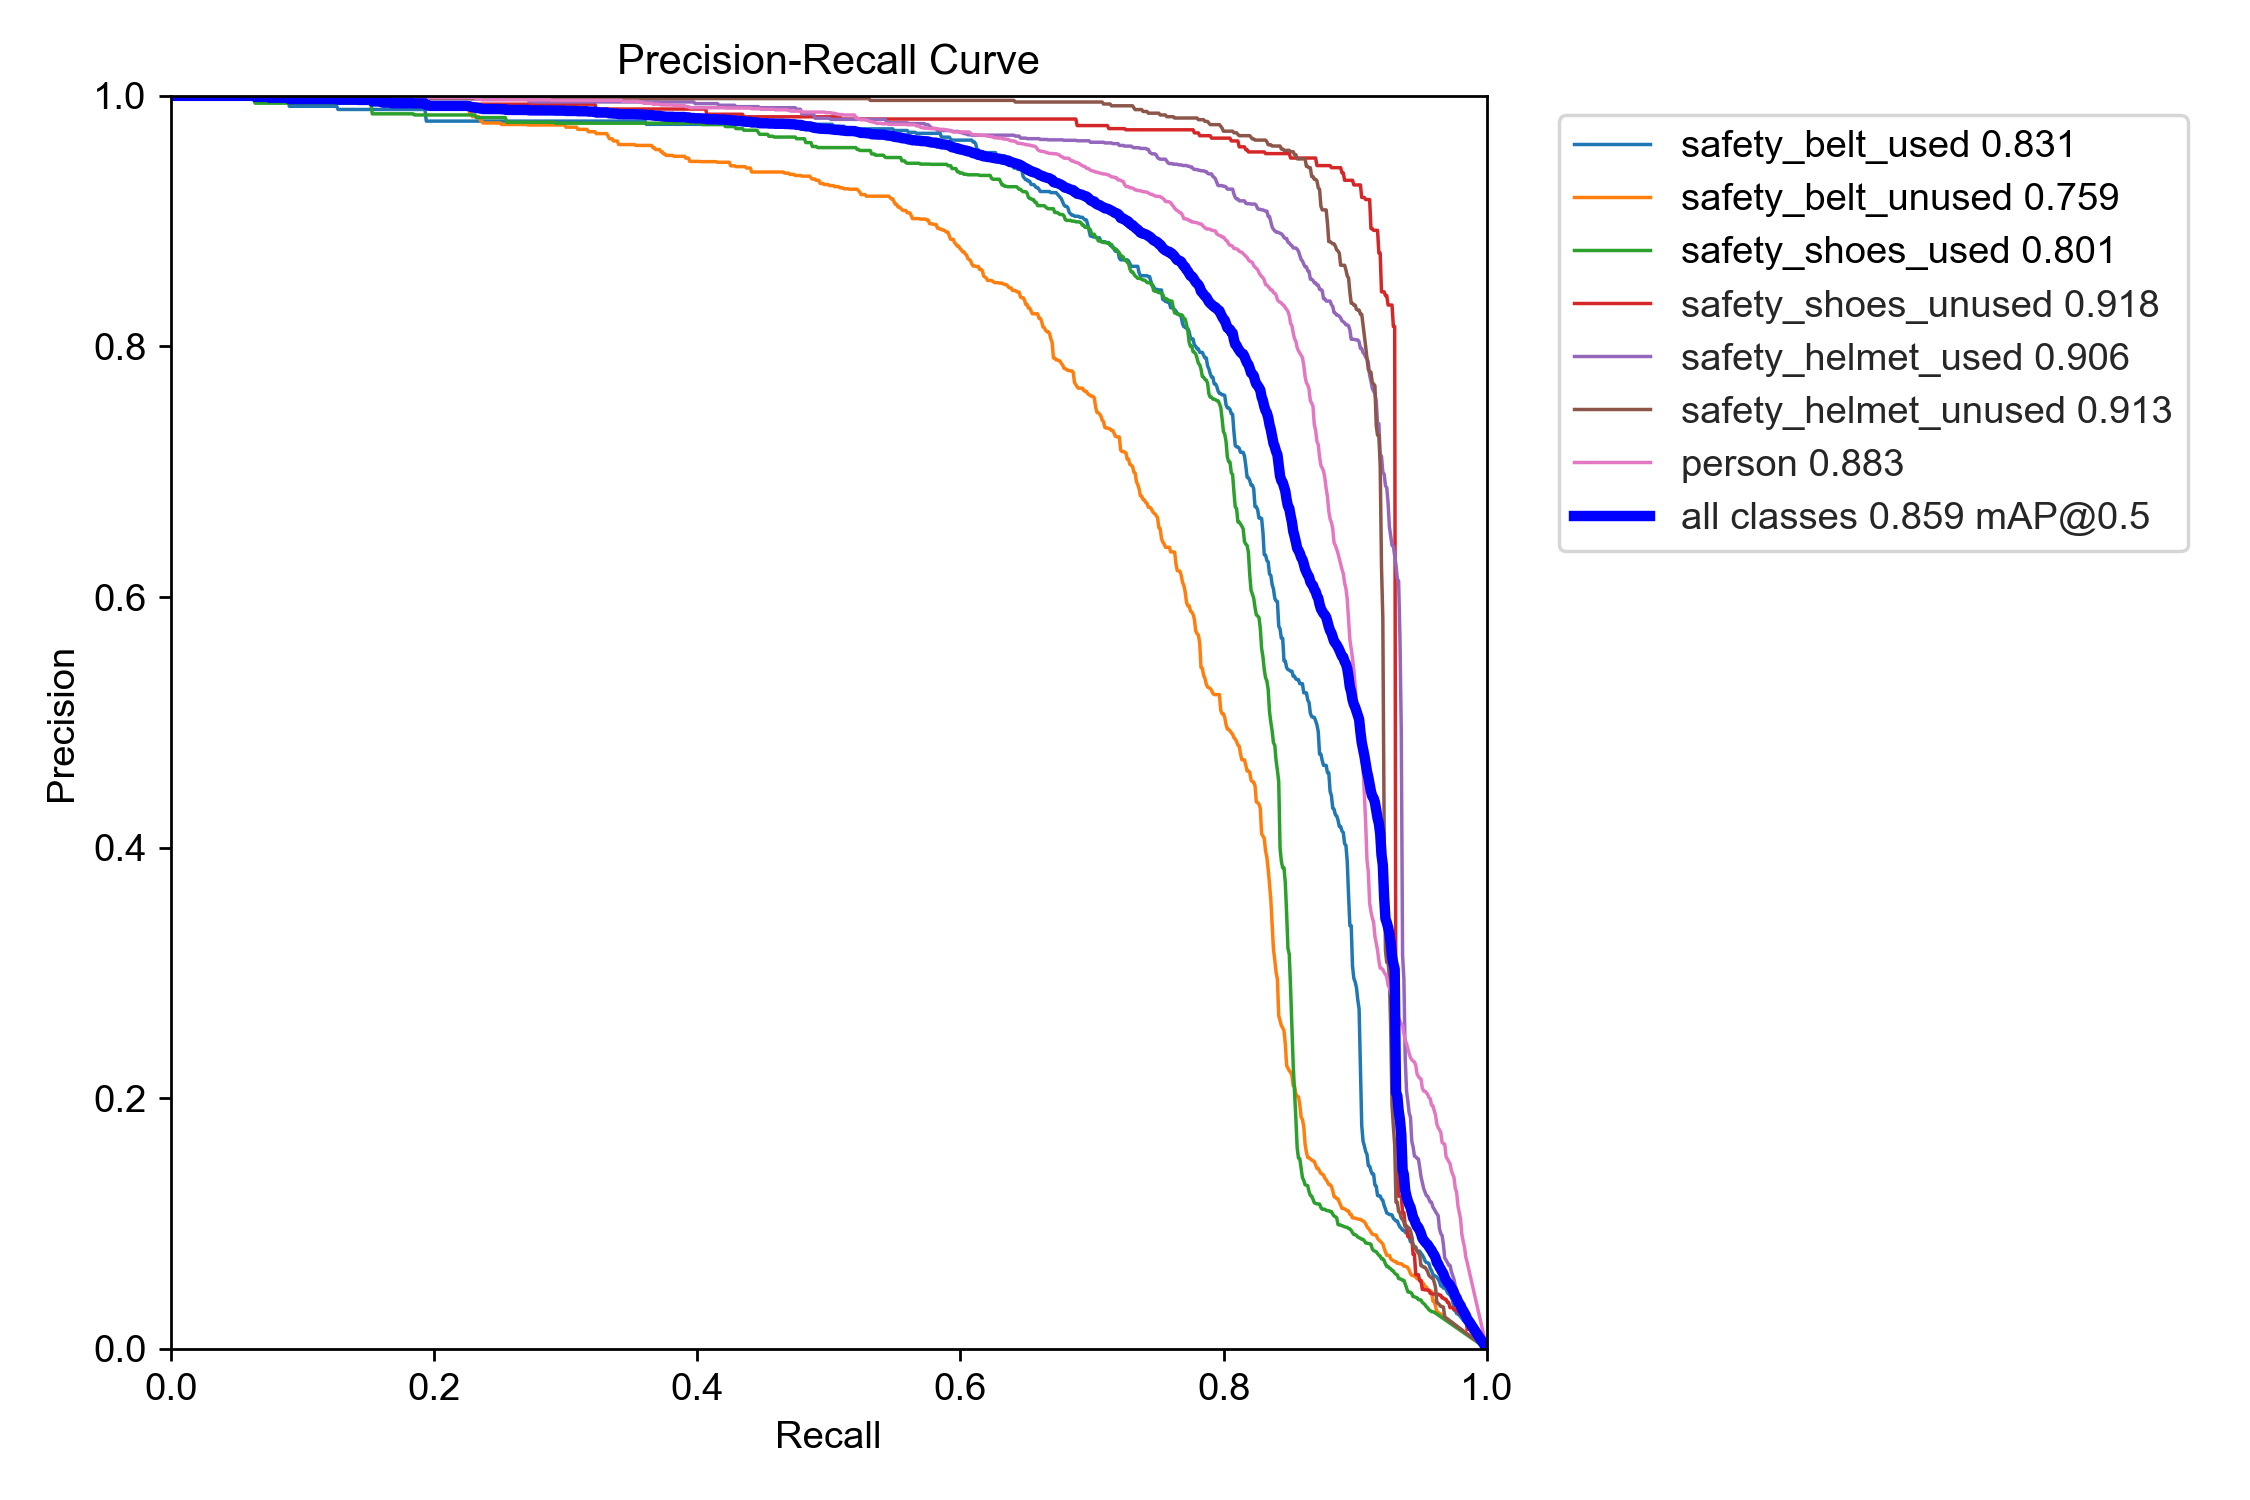 Precision-Recall Curve
1.0
0.8
0.6
0.4
0.2
0.0
Precision
0.0 0.2 0.4 0.6 0.8 1.0
Recall
safety_belt_used 0.831
safety_belt_unused 0.759
safety_shoes_used 0.801
safety_shoes_unused 0.918
safety_helmet_used 0.906
safety_helmet_unused 0.913
person 0.883
all classes 0.859 mAP@0.5